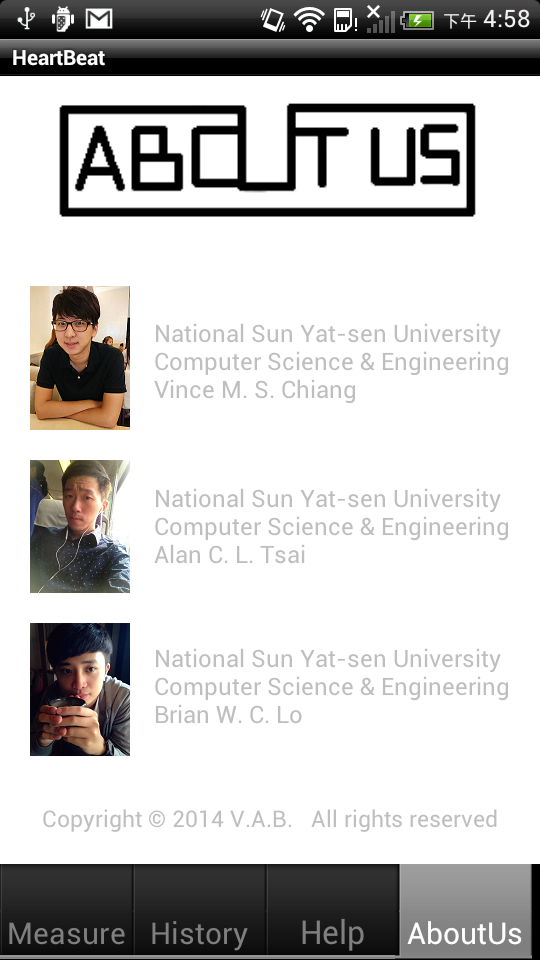 下午 4:58
HeartBeat
ABOUT US
National Sun Yat-sen University
Computer Science & Engineering
Vince M. S. Chiang
National Sun Yat-sen University
Computer Science & Engineering
Alan C. L. Tsai
National Sun Yat-sen University
Computer Science & Engineering
Brian W. C. Lo
Copyright © 2014 V.A.B.   All rights reserved
Measure History Help AboutUs